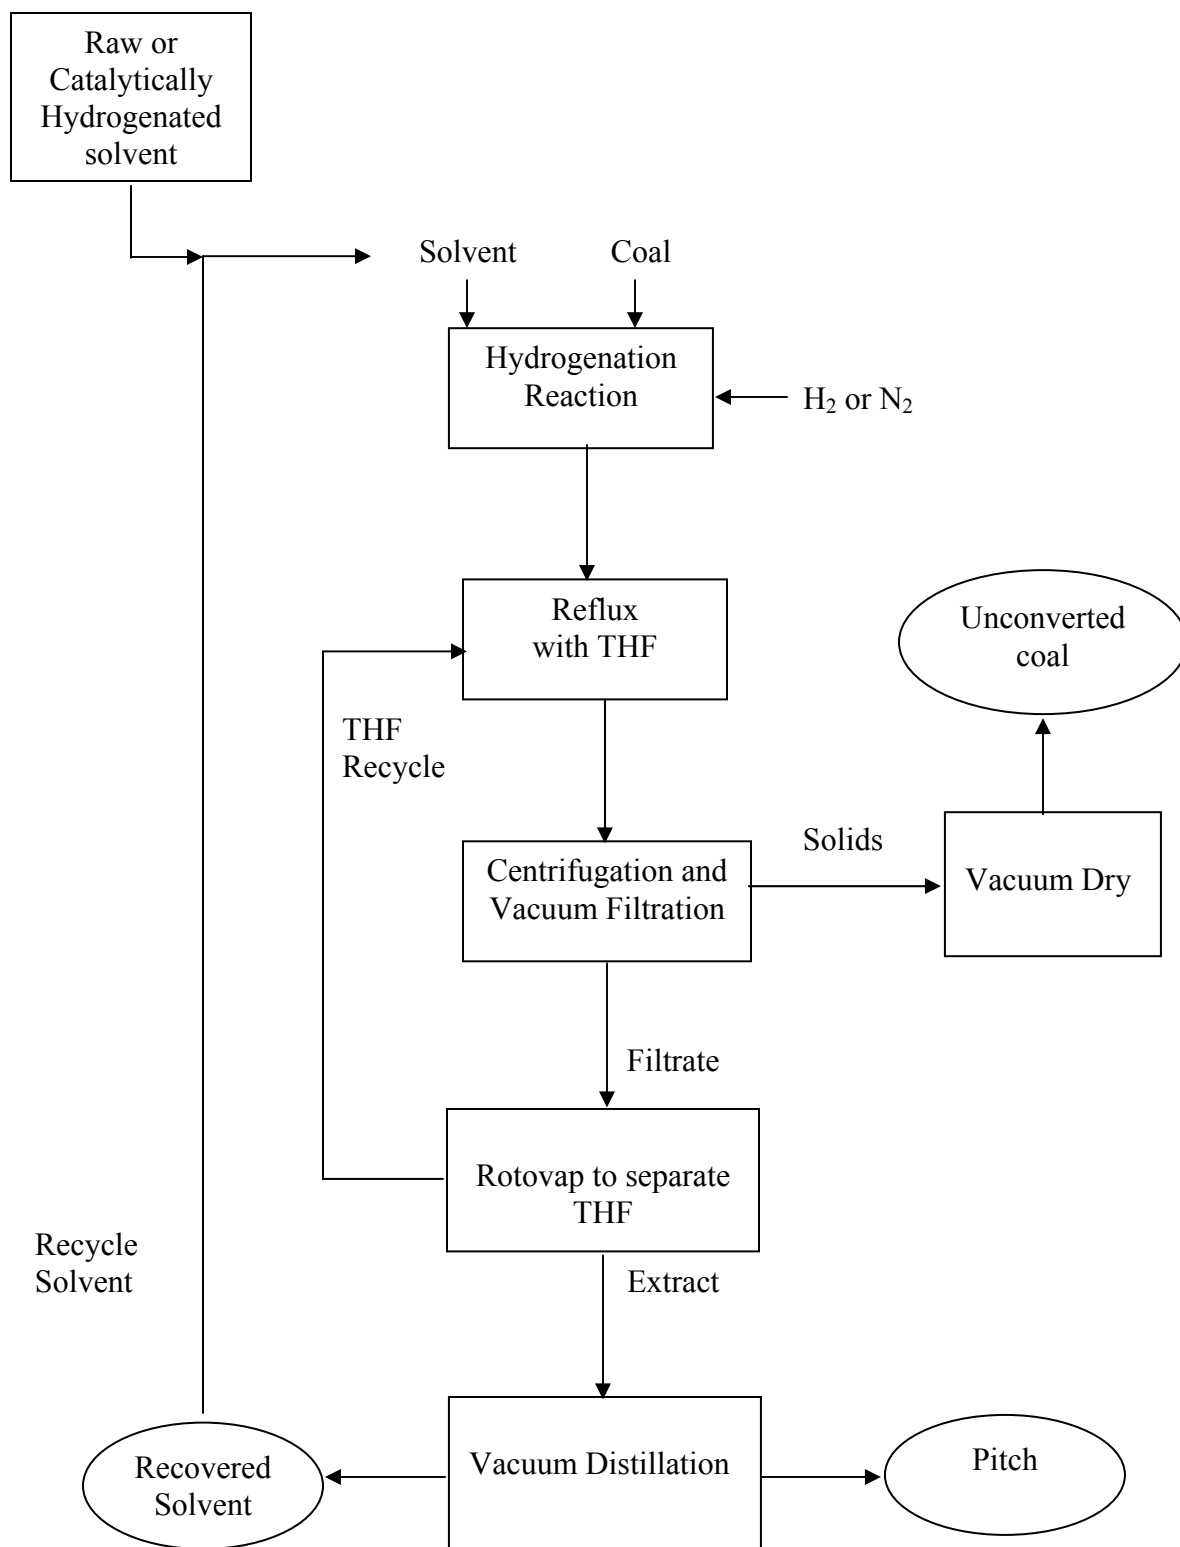 Raw or
Catalytically
Hydrogenated
solvent
Solvent
Coal
Hydrogenation
Reaction
H₂ or N₂
Reflux
with THF
Unconverted
coal
THF
Recycle
Solids
Centrifugation and
Vacuum Filtration
Vacuum Dry
Filtrate
Rotovap to separate
THF
Recycle
Solvent
Extract
Recovered
Solvent
Vacuum Distillation
Pitch